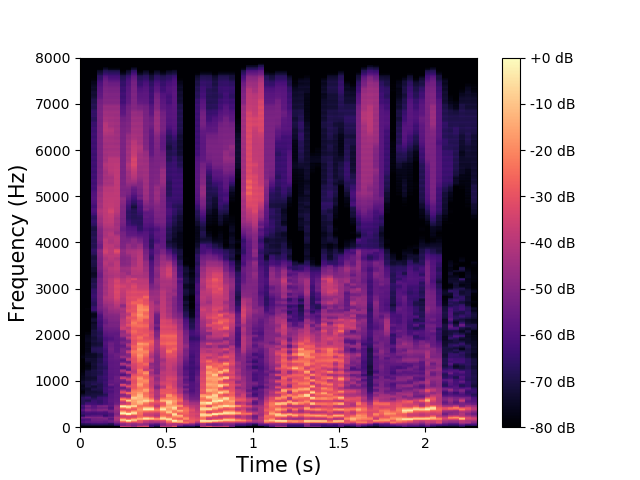 8000
7000
6000
5000
4000
3000
2000
1000
0
Frequency (Hz)
0
0.5
1
1.5
2
Time (s)
+0 dB
-10 dB
-20 dB
-30 dB
-40 dB
-50 dB
-60 dB
-70 dB
-80 dB